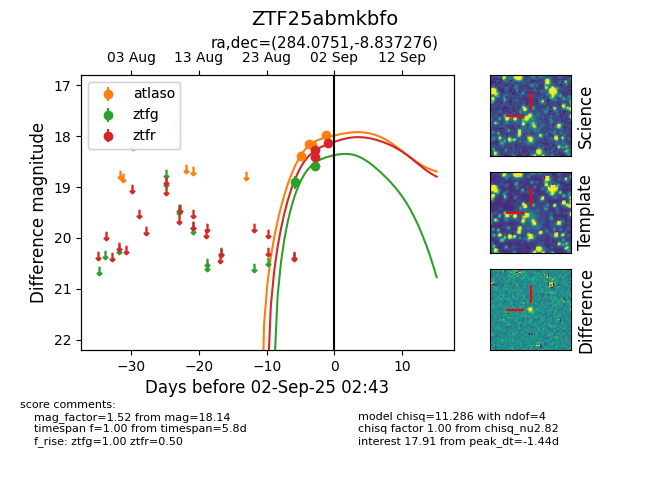 ZTF25abmkbfo
ra,dec=(284.0751,-8.837276)
03 Aug 13 Aug 23 Aug 02 Sep 12 Sep
atlaso
ztfg
ztfr
17
18
19
20
21
22
Difference magnitude
−30 −20 −10 0 10
Days before 02-Sep-25 02:43
Science
Template
Difference
score comments:
mag_factor=1.52 from mag=18.14
timespan f=1.00 from timespan=5.8d
f_rise: ztfg=1.00 ztfr=0.50
model chisq=11.286 with ndof=4
chisq factor 1.00 from chisq_nu2.82
interest 17.91 from peak_dt=-1.44d